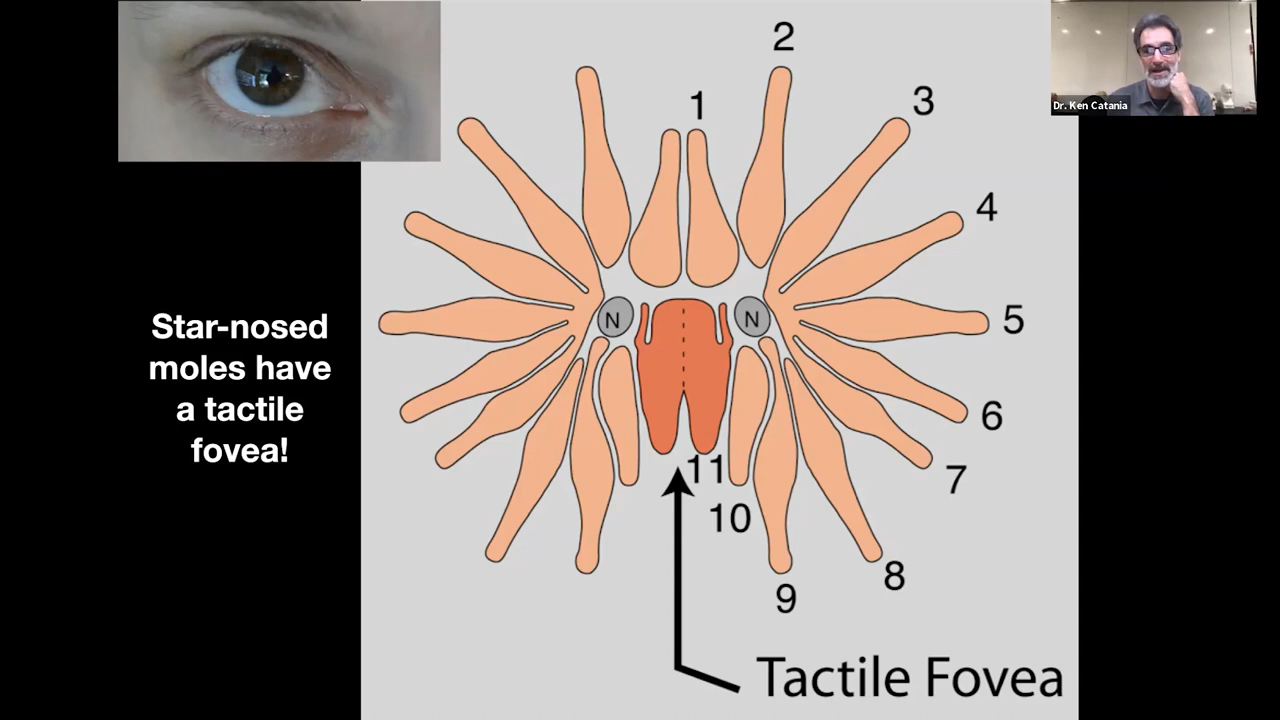 Dr. Ken Catania
Star-nosed
moles have
a tactile
fovea!
1
2
3
4
5
6
7
8
9
10
11
N
N
Tactile Fovea